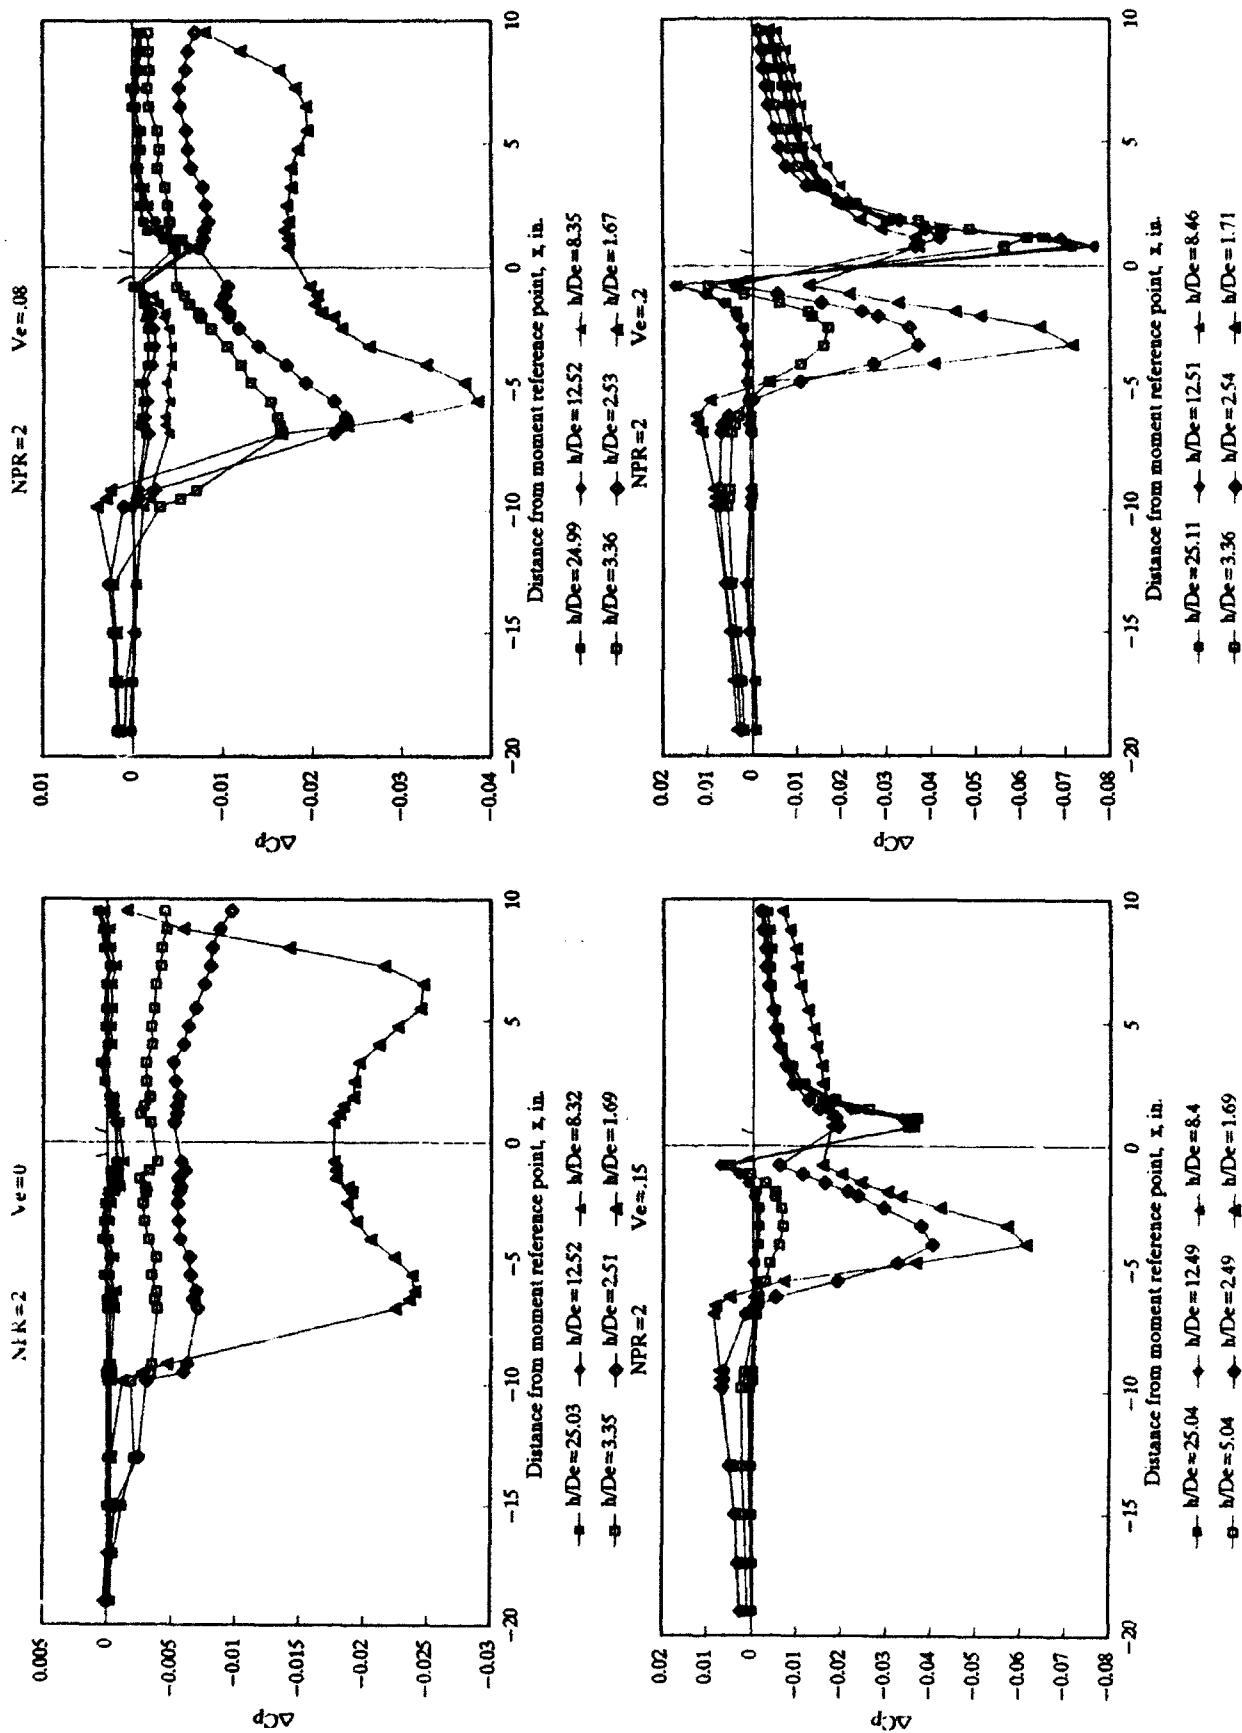 NPR=2 Ve=0
0.005
0
−0.005
−0.01
−0.015
−0.02
−0.025
−0.03
ΔCp
−20 −15 −10 −5 0 5 10
Distance from moment reference point, x, in.
h/De=25.03 h/De=12.52 h/De=8.32
h/De=3.35 h/De=2.51 h/De=1.69
NPR=2 Ve=.08
0.01
0
−0.01
−0.02
−0.03
−0.04
ΔCp
−20 −15 −10 −5 0 5 10
Distance from moment reference point, x, in.
h/De=24.99 h/De=12.52 h/De=8.35
h/De=3.36 h/De=2.53 h/De=1.67
NPR=2 Ve=.15
0.02
0.01
0
−0.01
−0.02
−0.03
−0.04
−0.05
−0.06
−0.07
−0.08
ΔCp
−20 −15 −10 −5 0 5 10
Distance from moment reference point, x, in.
h/De=25.04 h/De=12.49 h/De=8.4
h/De=5.04 h/De=2.49 h/De=1.69
NPR=2 Ve=.2
0.02
0.01
0
−0.01
−0.02
−0.03
−0.04
−0.05
−0.06
−0.07
−0.08
ΔCp
−20 −15 −10 −5 0 5 10
Distance from moment reference point, x, in.
h/De=25.11 h/De=12.51 h/De=8.46
h/De=3.36 h/De=2.54 h/De=1.71